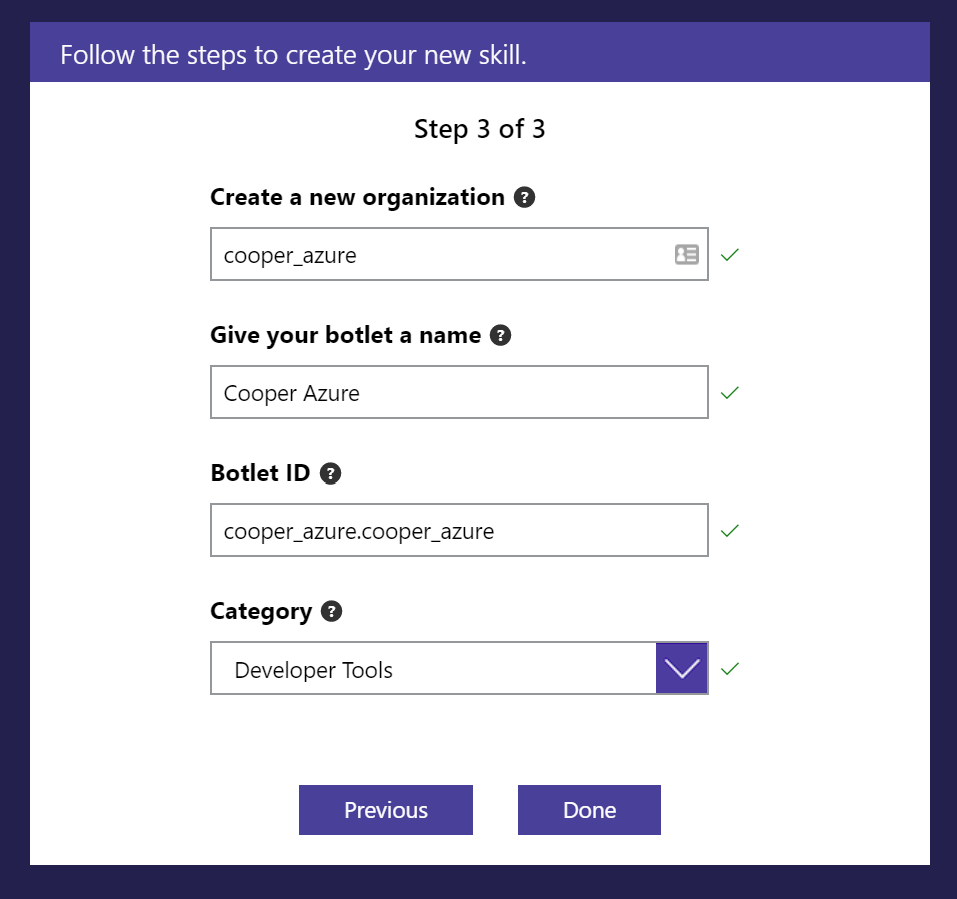 Follow the steps to create your new skill.
Step 3 of 3
Create a new organization ?
cooper_azure
Give your botlet a name ?
Cooper Azure
Botlet ID ?
cooper_azure.cooper_azure
Category ?
Developer Tools
Previous Done